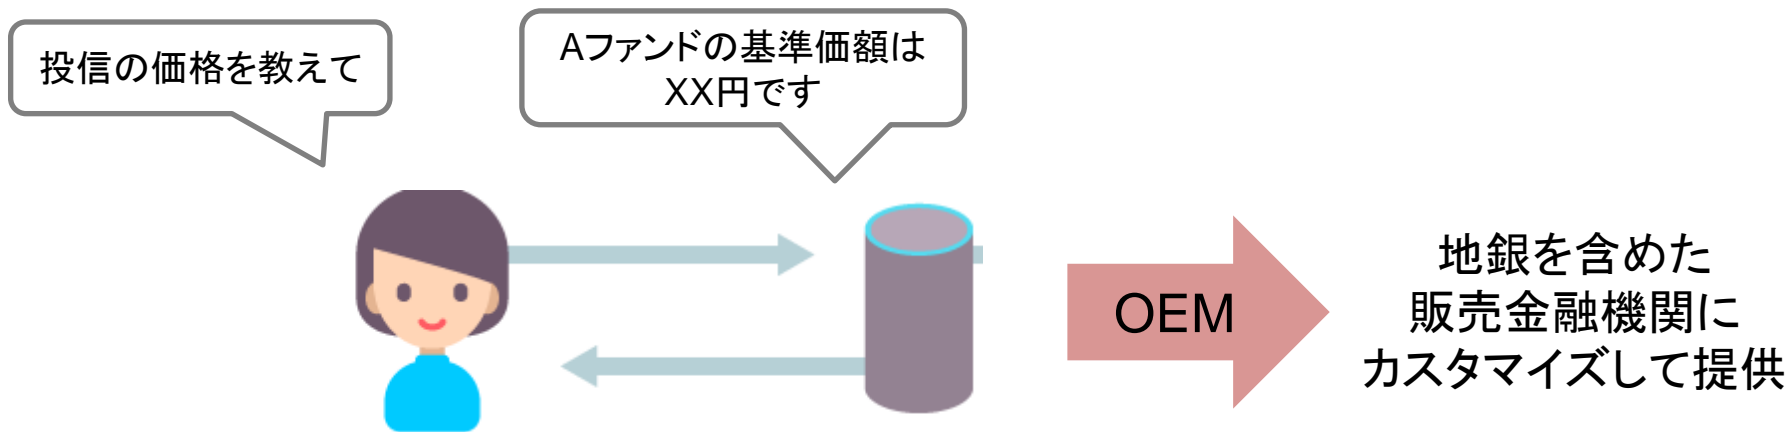 投信の価格を教えて
Aファンドの基準価額は
XX円です
OEM
地銀を含めた
販売金融機関に
カスタマイズして提供